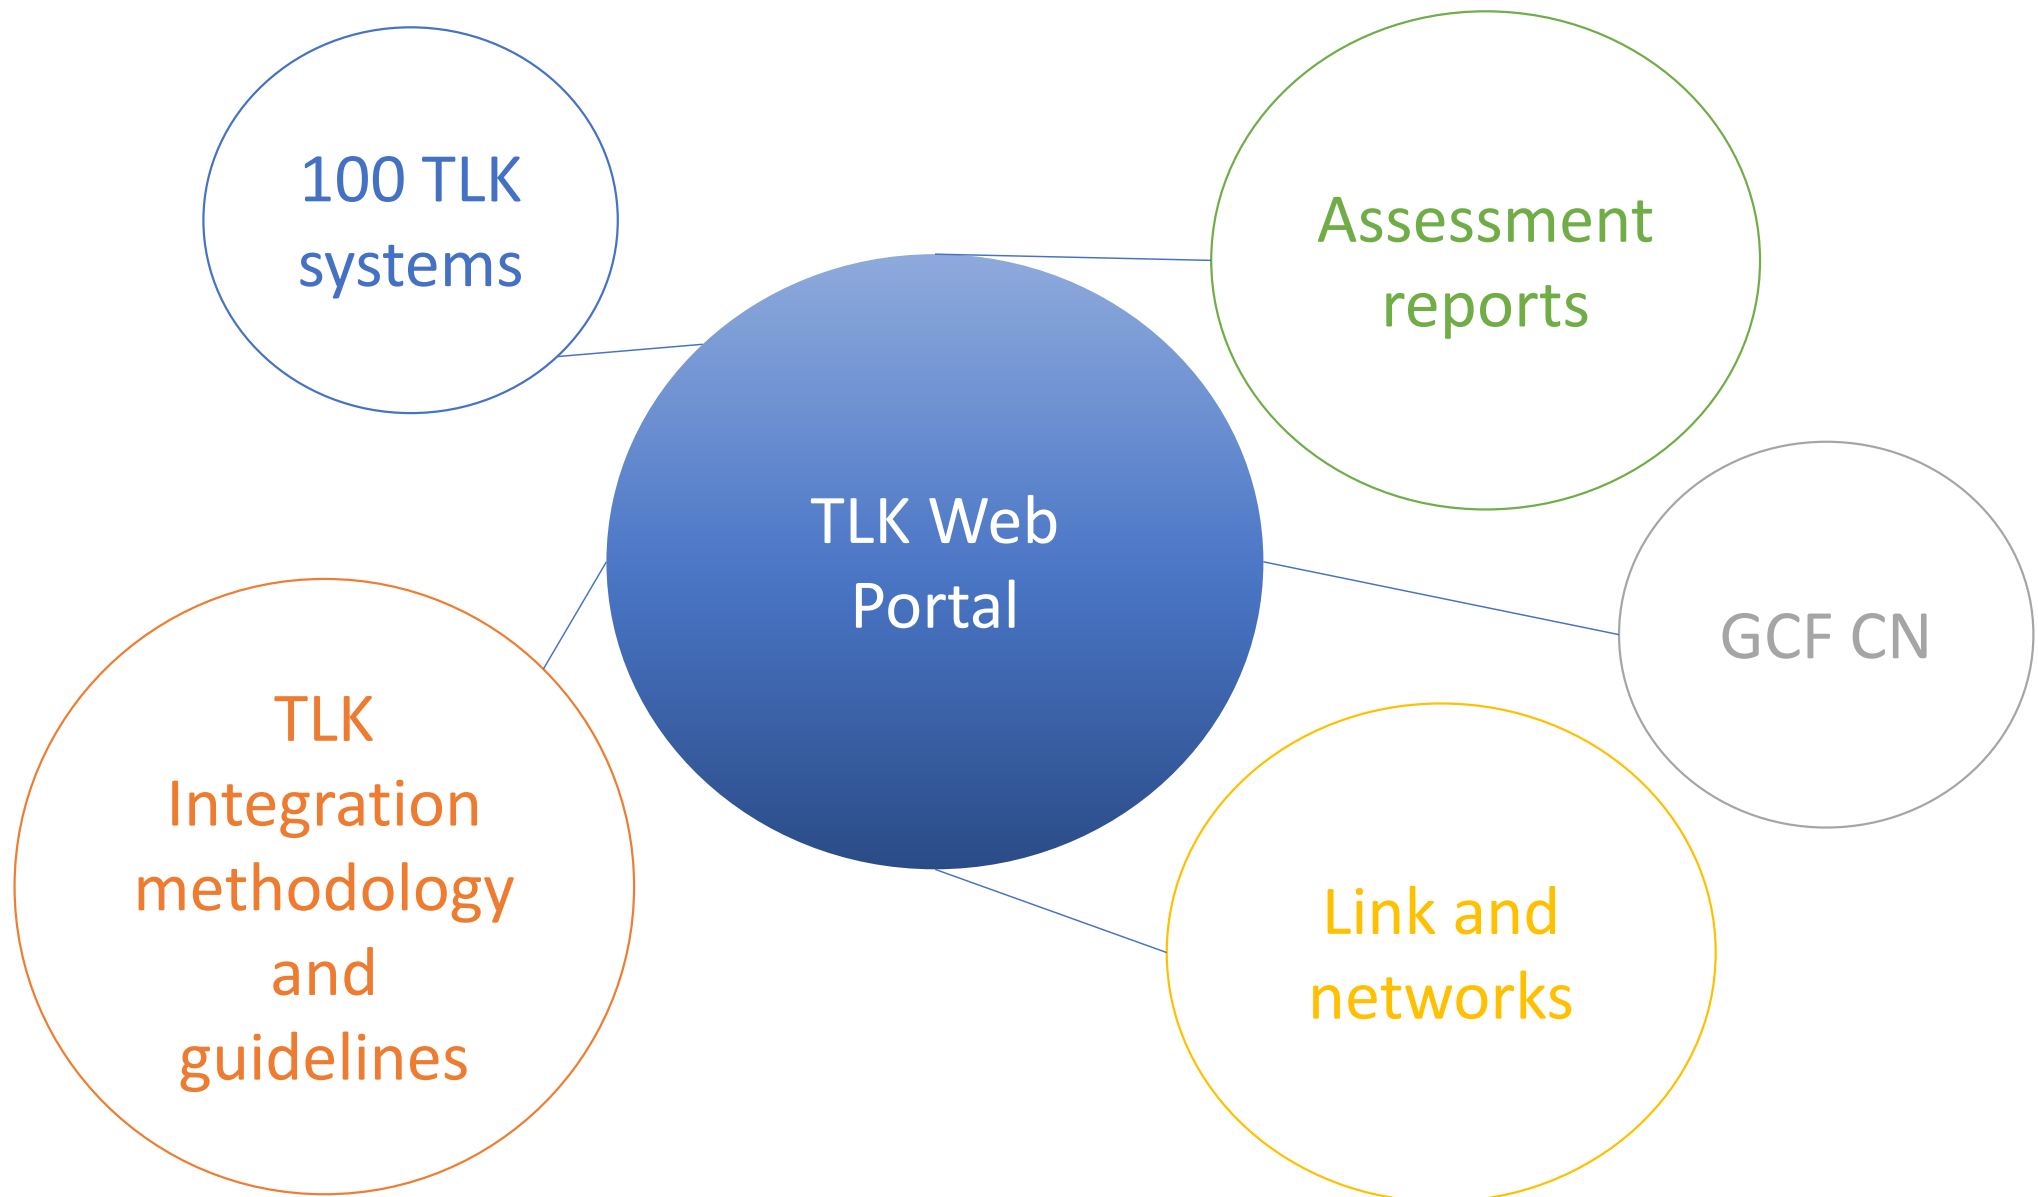 100 TLK
systems
Assessment
reports
TLK Web
Portal
GCF CN
TLK
Integration
methodology
and
guidelines
Link and
networks